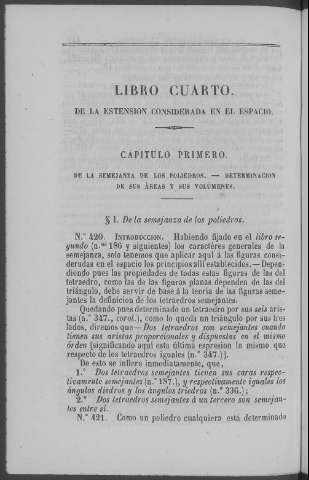 LIBRO CUARTO.
DE LA ESTENSION CONSIDERADA EN EL ESPACIO.
CAPITULO PRIMERO.
DE LA SEMEJANZA DE LOS POLIEDROS. — DETERMINACION
DE SUS ÁREAS Y SUS VOLÚMENES.
§ I. De la semejanza de los poliedros.
N.° 420. INTRODUCCION. Habiendo fijado en el libro se-
gundo (n.os 186 y siguientes) los caractéres generales de la
semejanza, solo tenemos que aplicar aquí á las figuras consi-
deradas en el espacio los principios allí establecidos.—Depen-
diendo pues las propiedades de todas estas figuras de las del
tetraedro, como las de las figuras planas dependen de las del
triángulo, debe servir de base á la teoría de las figuras seme-
jantes la definicion de los tetraedros semejantes.
Quedando pues determinado un tetraedro por sus seis aris-
tas (n.° 347., corol.), como lo queda un triángulo por sus tres
lados, diremos que—Dos tetraedros son semejantes cuando
tienen sus aristas proporcionales y dispuestas en el mismo
órden [significando aquí esta última espresion lo mismo que
respecto de los tetraedros iguales (n.° 347.)].
De esto se infiere inmediatamente, que,
1.° Dos tetraedros semejantes tienen sus caras respec-
tivamente semejantes (n.° 187.), y respectivamente iguales los
ángulos diedros y los ángulos triedros (n.° 336.);
2.° Dos tetraedros semejantes á un tercero son semejan-
tes entre sí.
N.° 421. Como un poliedro cualquiera está determinado